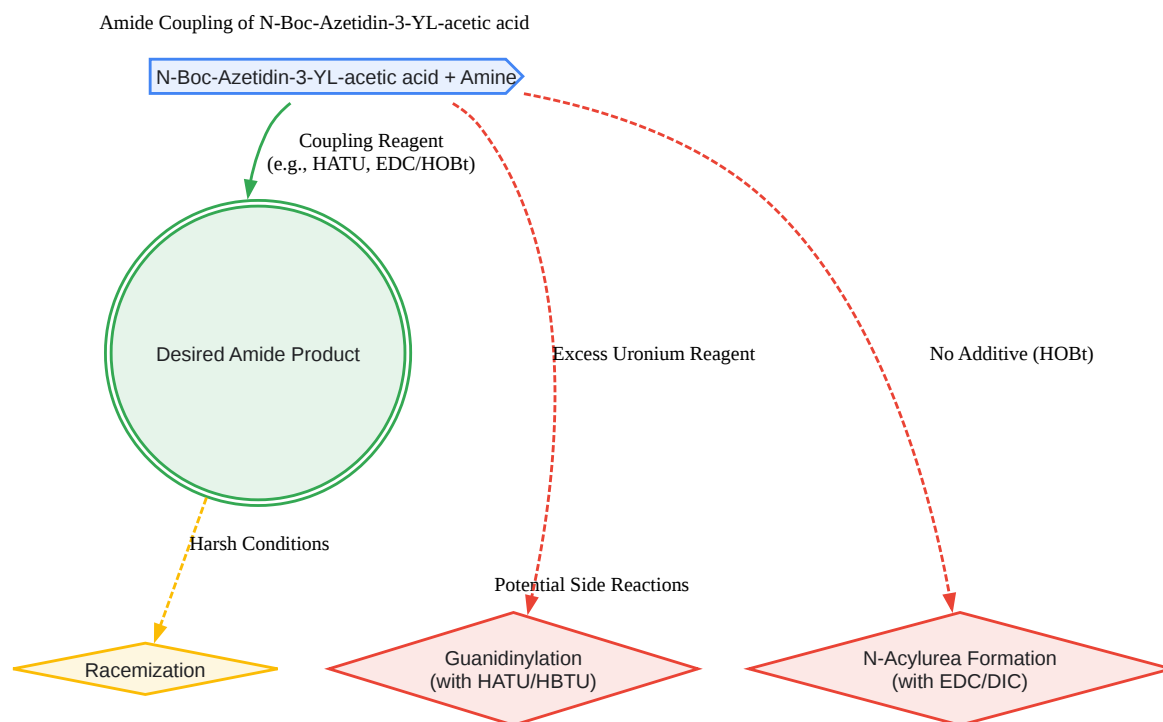 Amide Coupling of N-Boc-Azetidin-3-YL-acetic acid
N-Boc-Azetidin-3-YL-acetic acid + Amine
Coupling Reagent
(e.g., HATU, EDC/HOBt)
Desired Amide Product
Excess Uronium Reagent
No Additive (HOBt)
Harsh Conditions
Potential Side Reactions
Racemization
Guanidinylation
(with HATU/HBTU)
N-Acylurea Formation
(with EDC/DIC)